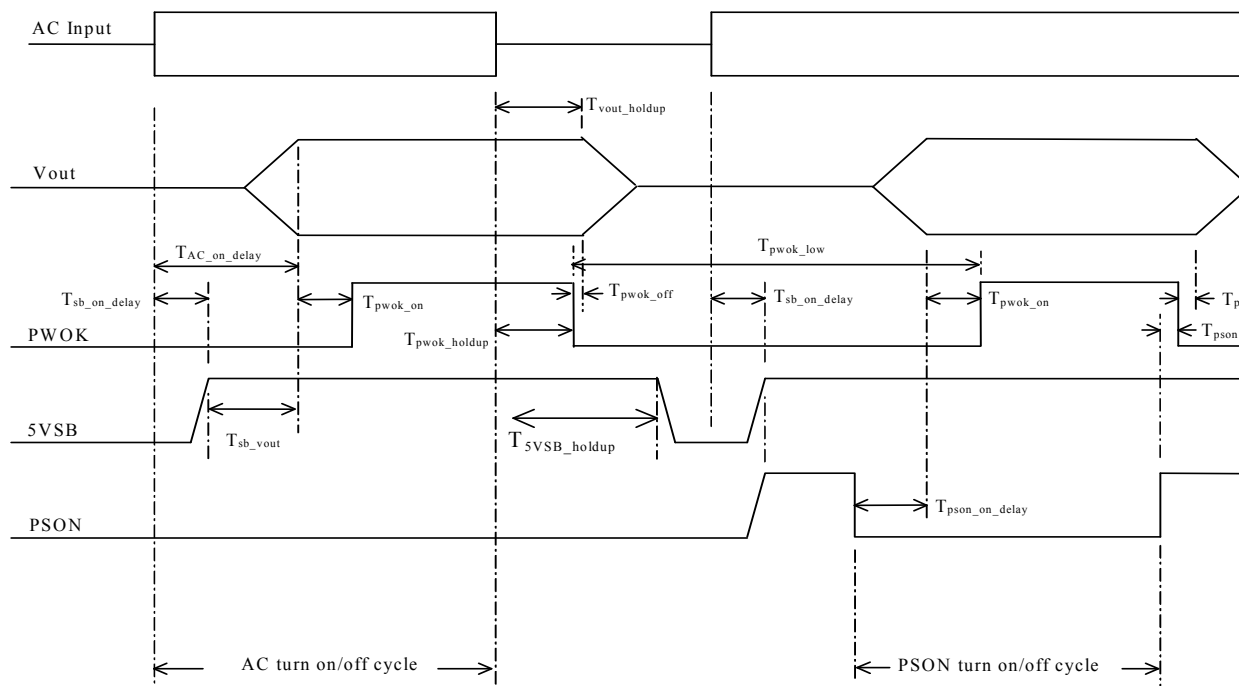 AC Input
T vout_holdup
Vout
T AC_on_delay
T pwok_low
T sb_on_delay
T pwok_on
T pwok_off
T sb_on_delay
T pwok_on
T p
PWOK
T pwok_holdup
T pson
5VSB
T sb_vout
T 5VSB_holdup
PSON
T pson_on_delay
AC turn on/off cycle
PSON turn on/off cycle